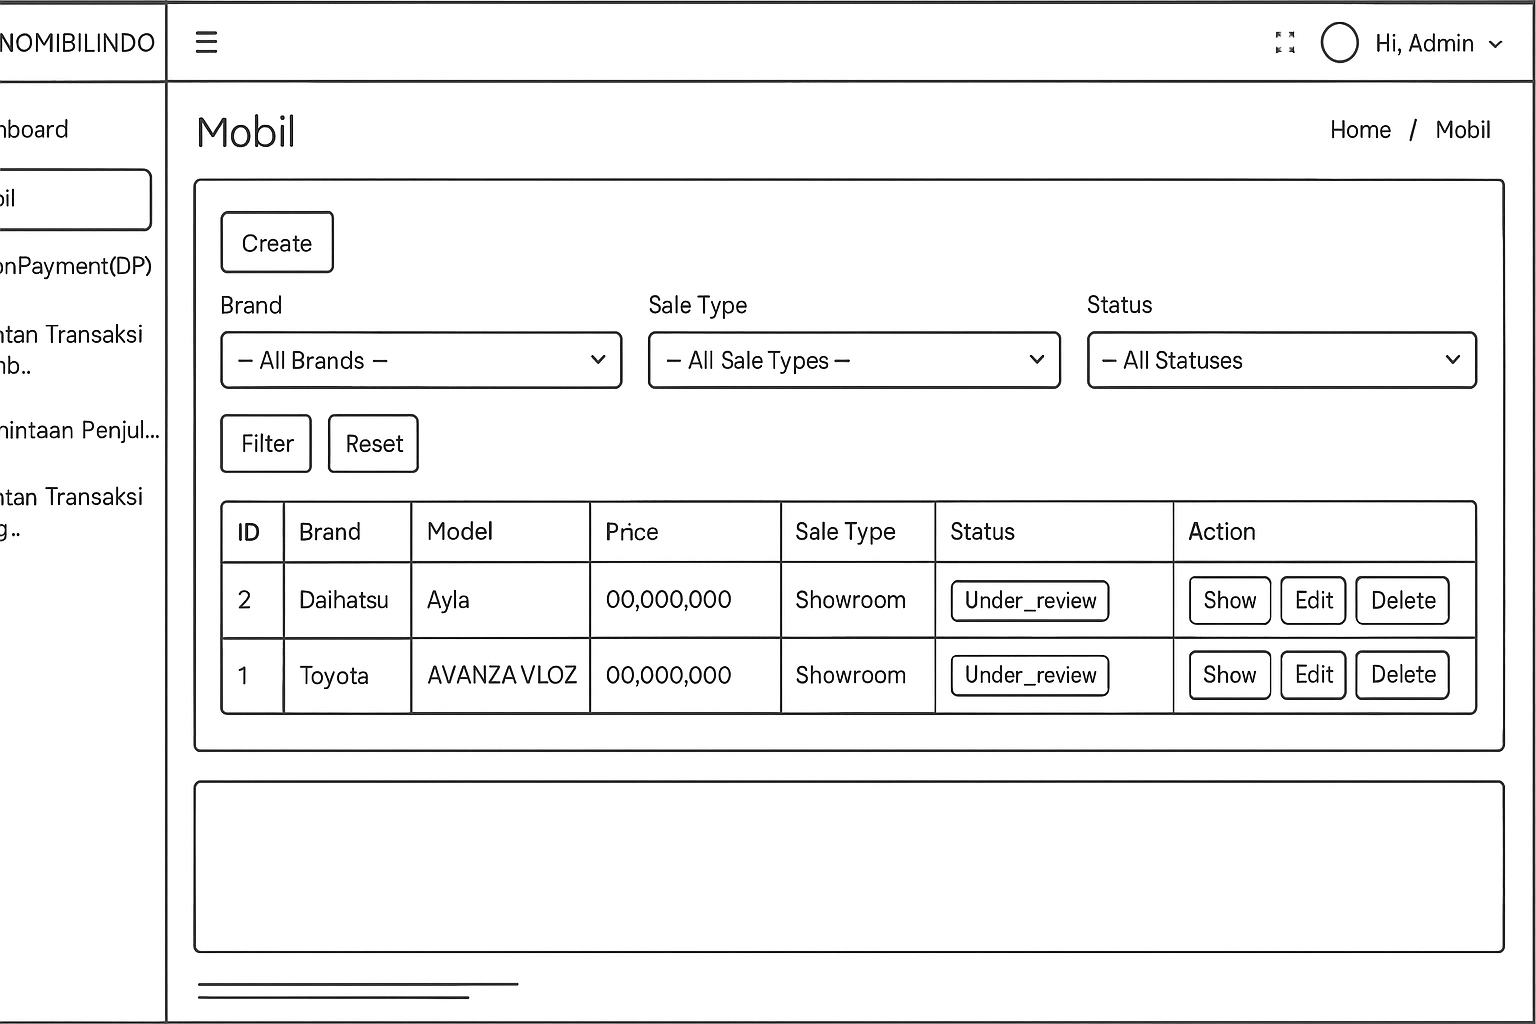 NOMIBILINDO
Hi, Admin
nboard
bil
onPayment(DP)
ntan Transaksi
mb..
nintaan Penjul...
ntan Transaksi
g..
Mobil
Home / Mobil
Create
Brand Sale Type Status
– All Brands – – All Sale Types – – All Statuses
Filter Reset
ID Brand Model Price Sale Type Status Action
2 Daihatsu Ayla 00,000,000 Showroom Under_review Show Edit Delete
1 Toyota AVANZA VLOZ 00,000,000 Showroom Under_review Show Edit Delete